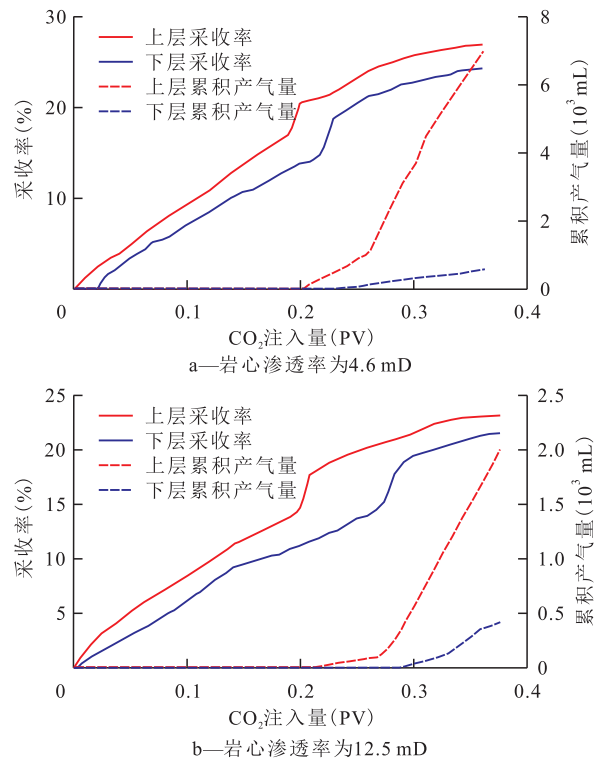 30
20
10
采收率(%)
上层采收率
下层采收率
上层累积产气量
下层累积产气量
8
6
4
2
0
累积产气量(10³mL)
0
0.1
0.2
0.3
0.4
CO₂注入量(PV)
a—岩心渗透率为4.6 mD
25
20
15
10
5
采收率(%)
上层采收率
下层采收率
上层累积产气量
下层累积产气量
2.5
2.0
1.5
1.0
0.5
0
累积产气量(10³mL)
0
0.1
0.2
0.3
0.4
CO₂注入量(PV)
b—岩心渗透率为12.5 mD